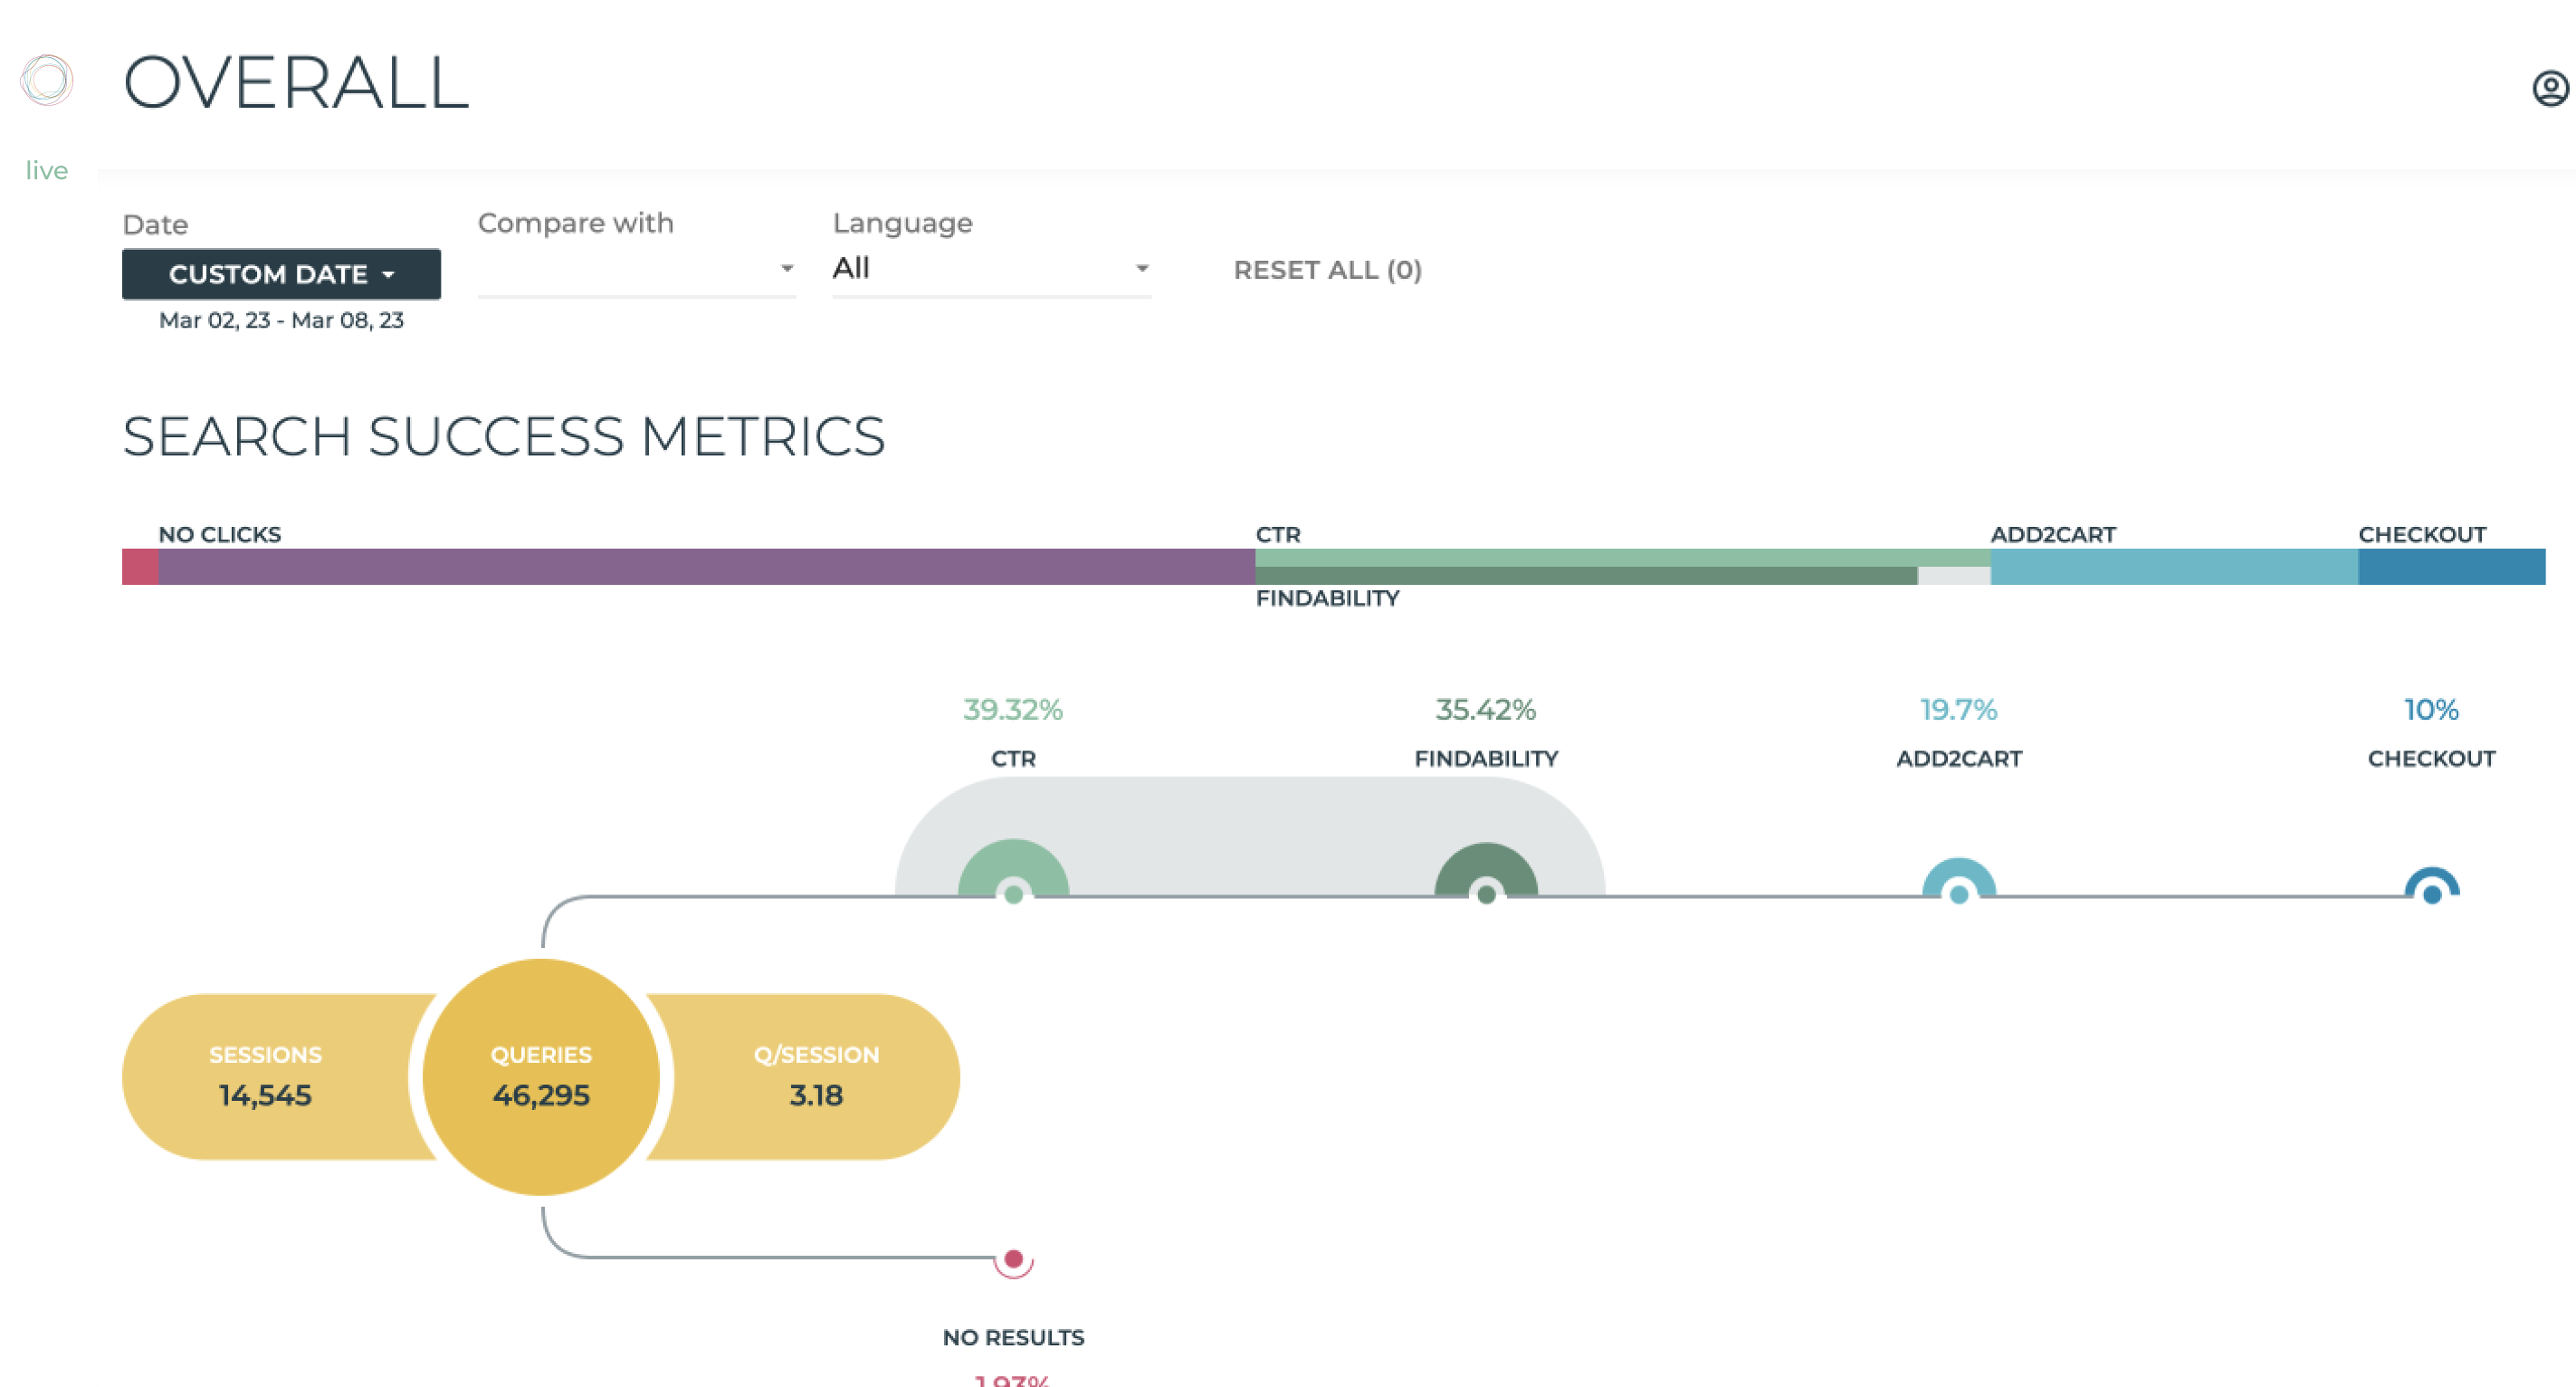 OVERALL
live
Date
Compare with
Language
CUSTOM DATE
All
RESET ALL (0)
Mar 02, 23 - Mar 08, 23
SEARCH SUCCESS METRICS
NO CLICKS
CTR
ADD2CART
CHECKOUT
FINDABILITY
39.32%
35.42%
19.7%
10%
CTR
FINDABILITY
ADD2CART
CHECKOUT
SESSIONS
QUERIES
Q/SESSION
14,545
46,295
3.18
NO RESULTS
1.93%